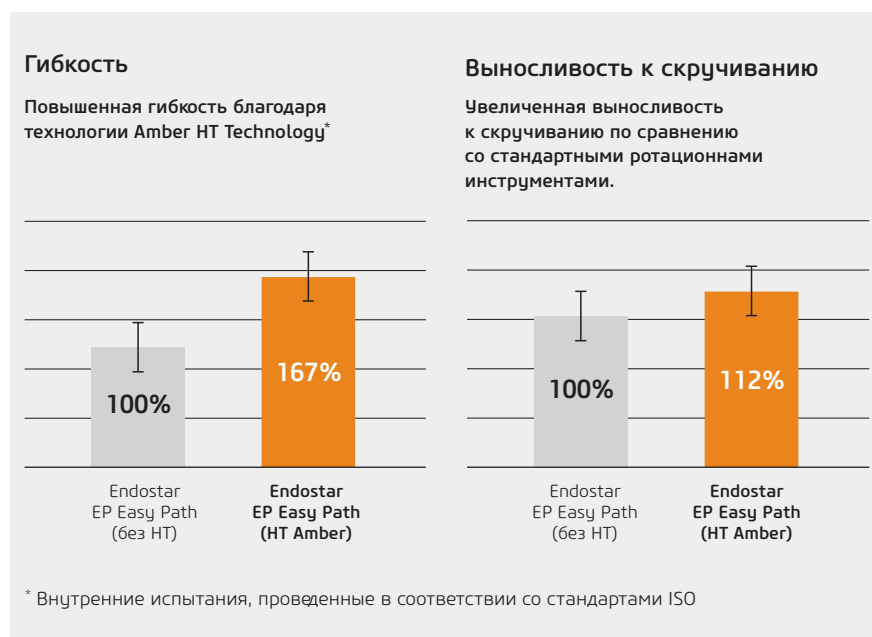 Гибкость
Повышенная гибкость благодаря
технологии Amber HT Technology*
100%
167%
Endostar
EP Easy Path
(без HT)
Endostar
EP Easy Path
(HT Amber)
Выносливость к скручиванию
Увеличенная выносливость
к скручиванию по сравнению
со стандартными ротационнами
инструментами.
100%
112%
Endostar
EP Easy Path
(без HT)
Endostar
EP Easy Path
(HT Amber)
* Внутренние испытания, проведенные в соответствии со стандартами ISO